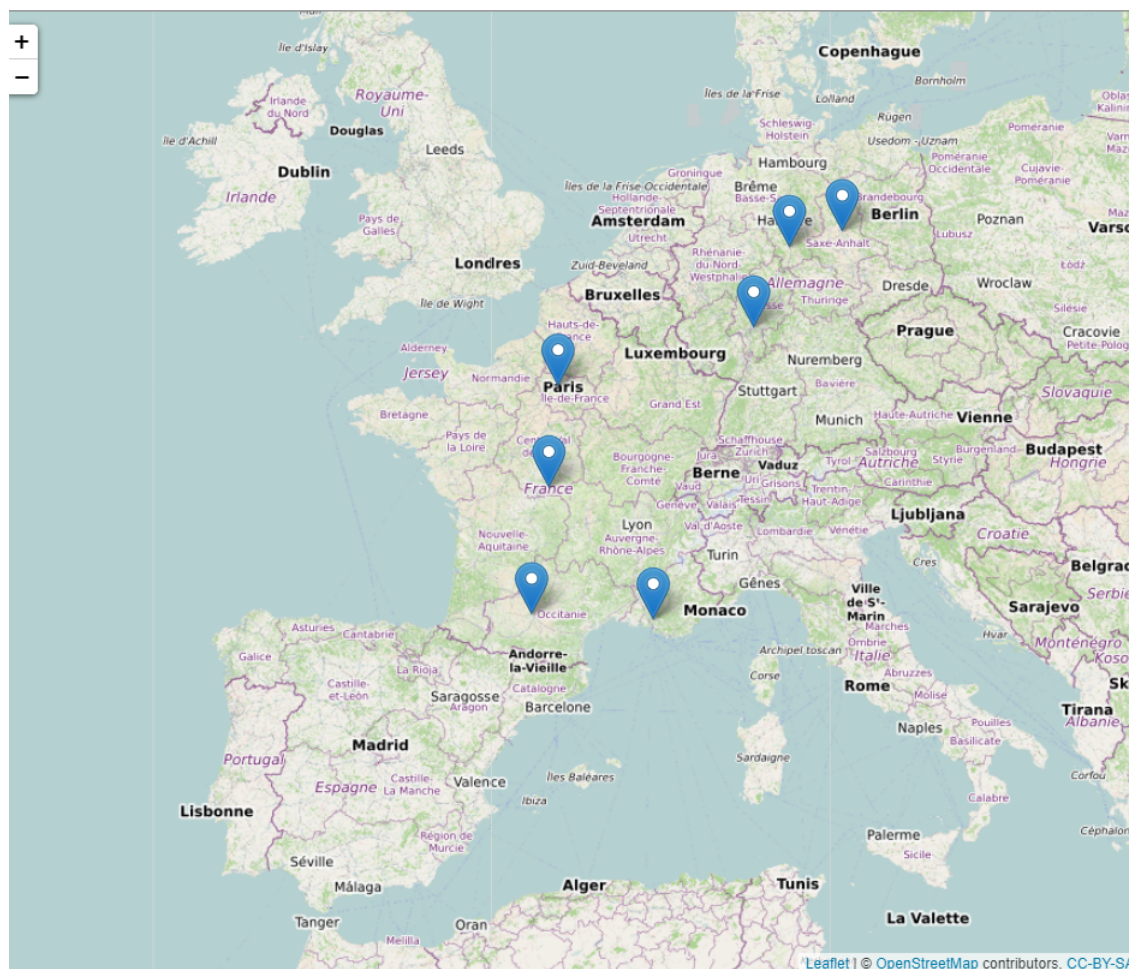 +
−
Île d'Islay
Copenhague
Bornholm
Îles de la Frise
Lolland
Royaume-
Uni
Irlande
du Nord
Île d'Achill
Douglas
Leeds
Schleswig-
Holstein
Rügen
Usedom - Uznam
Poméranie
Poméranie
Occidentale
Cujavie-
Poméranie
Dublin
Irlande
Hambourg
Groningue
Îles de la Frise-Occidentale
Brême
Basse-S
Brandebourg
Hollande-
Septentrionale
Amsterdam
Utrecht
Berlin
Poznan
Lubusz
Pays de
Galles
Saxe-Anhalt
Rhénanie-
du-Nord-
Westphalie
Londres
Zuid-Beveland
Łódź
Allemagne
Dresde
Wrocław
Bruxelles
Île de Wight
Thuringe
Silésie
Hauts-de-
France
Prague
Cracovie
Alderney
Luxembourg
Nuremberg
Jersey
Normandie
Paris
Île-de-France
Stuttgart
Bavière
Slovaquie
Grand Est
Bretagne
Munich
Haute-Autriche
Vienne
Pays de
la Loire
Schaffhouse
Zurich
Jura
Salzbourg
Burgenland
Budapest
Hongrie
Bourgogne-
Franche-
Comté
Berne
Vaduz
Tyrol
Autriche
Styrie
Uri
Grisons
Carinthie
France
Vaud
Tessin
Trentin-
Haut-Adige
Genève
Valais
Ljubljana
Lyon
Val d'Aoste
Lombardie
Vénétie
Nouvelle-
Aquitaine
Auvergne-
Rhône-Alpes
Croatie
Turin
Cres
Gênes
Ville
de S
t
-
Marin
Monaco
Occitanie
Sarajevo
Marches
Asturies
Cantabrie
Hvar
Ombrie
Italie
Monténégro
Galice
Andorre-
la-Vieille
Archipel toscan
La Rioja
Corse
Abruzzes
Castille-
et-León
Saragosse
Aragon
Catalogne
Barcelone
Rome
Molise
Tirana
Albanie
Naples
Pouilles
Basilicate
Madrid
Portugal
Sardaigne
Corfou
Espagne
Castille-
La Manche
Valence
Îles Baléares
Ibiza
Calabre
Lisbonne
Région de
Murcie
Palerme
Sicile
Séville
Málaga
Alger
Tunis
Tanger
Oran
La Valette
Melilla
Leaflet | © OpenStreetMap contributors, CC-BY-SA